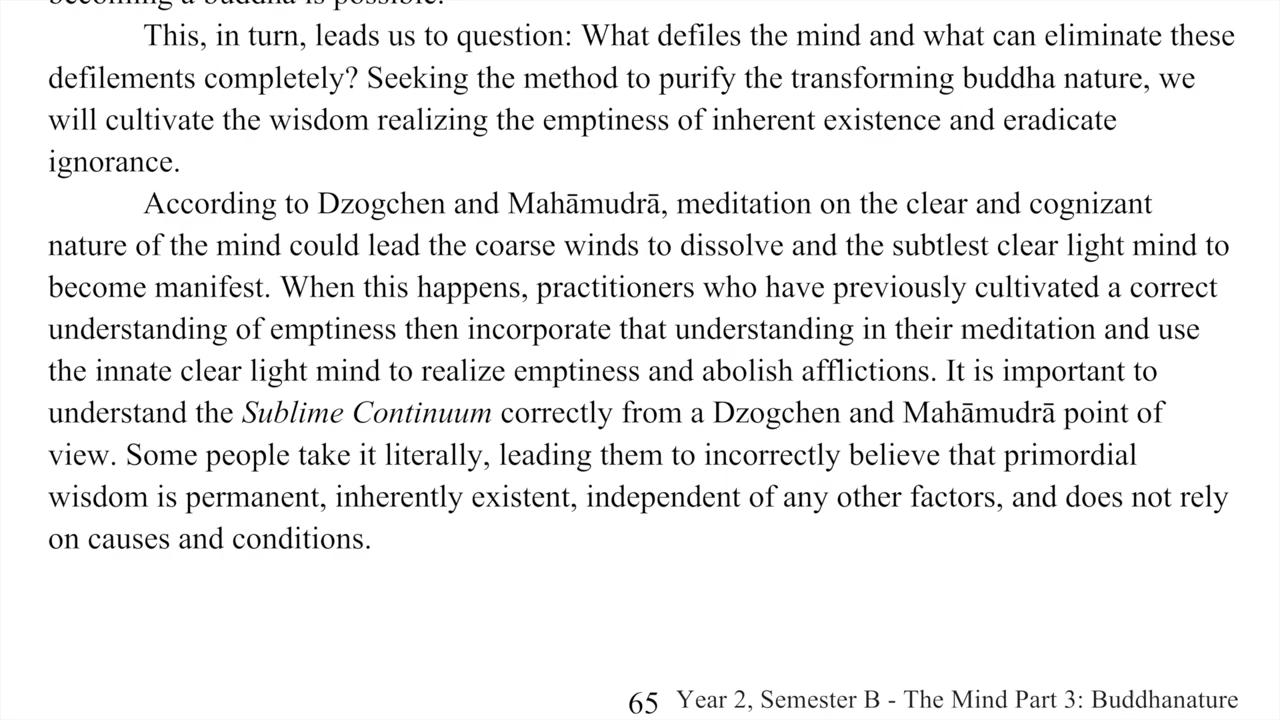 becoming a buddha is possible.
This, in turn, leads us to question: What defiles the mind and what can eliminate these
defilements completely? Seeking the method to purify the transforming buddha nature, we
will cultivate the wisdom realizing the emptiness of inherent existence and eradicate
ignorance.
According to Dzogchen and Mahāmudrā, meditation on the clear and cognizant
nature of the mind could lead the coarse winds to dissolve and the subtlest clear light mind to
become manifest. When this happens, practitioners who have previously cultivated a correct
understanding of emptiness then incorporate that understanding in their meditation and use
the innate clear light mind to realize emptiness and abolish afflictions. It is important to
understand the Sublime Continuum correctly from a Dzogchen and Mahāmudrā point of
view. Some people take it literally, leading them to incorrectly believe that primordial
wisdom is permanent, inherently existent, independent of any other factors, and does not rely
on causes and conditions.
65 Year 2, Semester B - The Mind Part 3: Buddhanature